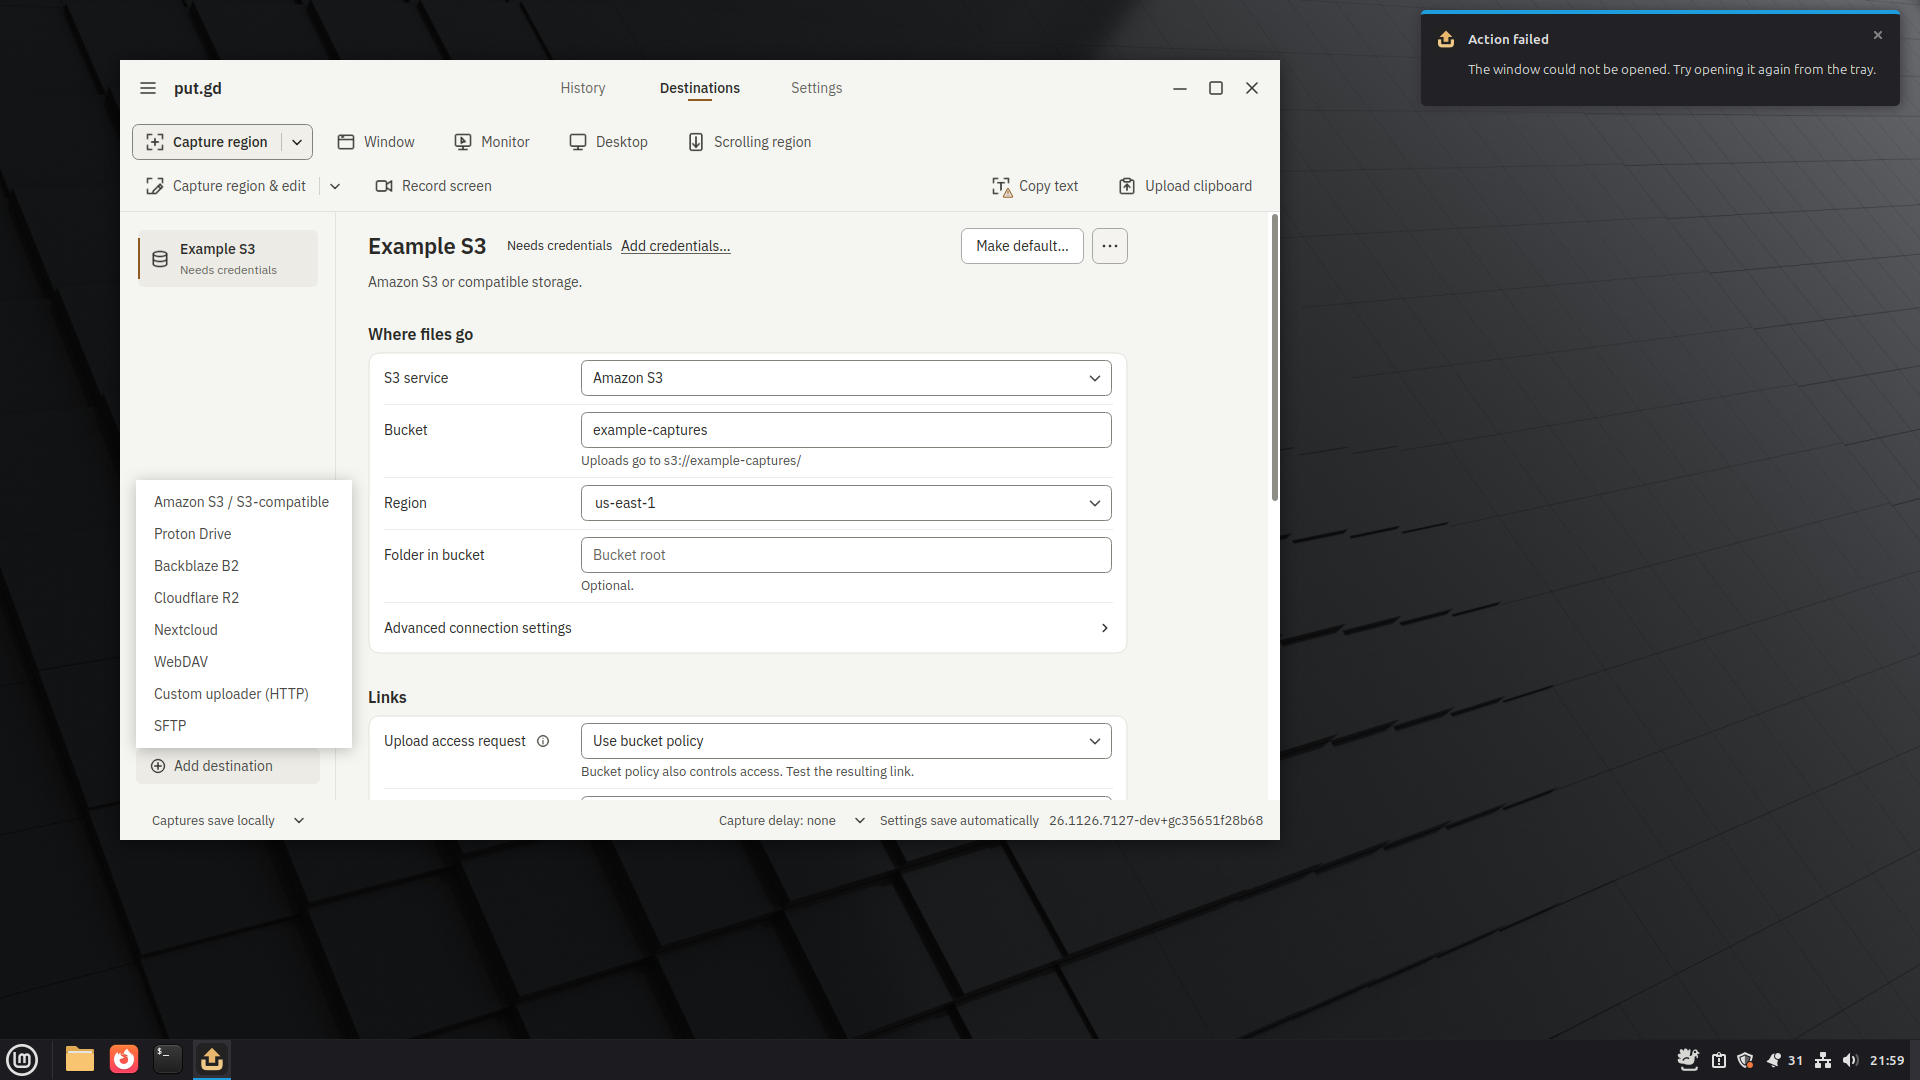 Action failed
The window could not be opened. Try opening it again from the tray.
put.gd
History
Destinations
Settings
Capture region
Window
Monitor
Desktop
Scrolling region
Capture region & edit
Record screen
Copy text
Upload clipboard
Example S3
Needs credentials
Example S3
Needs credentials
Add credentials...
Make default...
Amazon S3 or compatible storage.
Where files go
S3 service
Amazon S3
Bucket
example-captures
Uploads go to s3://example-captures/
Region
us-east-1
Folder in bucket
Bucket root
Optional.
Advanced connection settings
Links
Upload access request
Use bucket policy
Bucket policy also controls access. Test the resulting link.
Amazon S3 / S3-compatible
Proton Drive
Backblaze B2
Cloudflare R2
Nextcloud
WebDAV
Custom uploader (HTTP)
SFTP
Add destination
Captures save locally
Capture delay: none
Settings save automatically
26.1126.7127-dev+gc35651f28b68
31
21:59